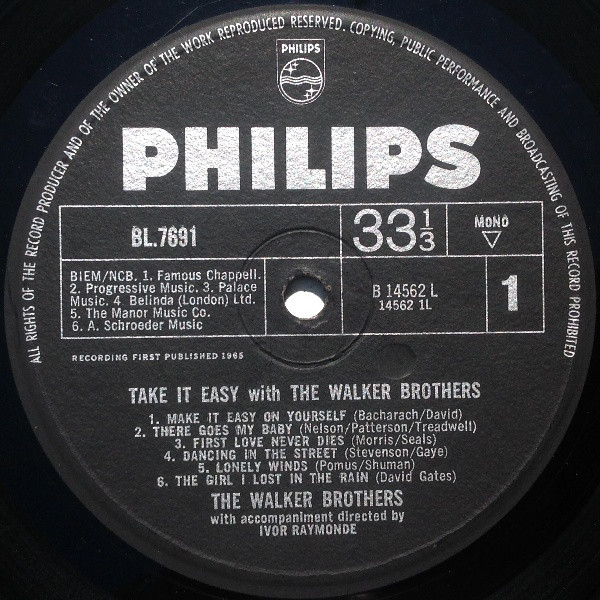 ALL RIGHTS OF THE RECORD PRODUCER AND OF THE OWNER OF THE WORK REPRODUCED RESERVED. COPYING, PUBLIC PERFORMANCE AND BROADCASTING OF THIS RECORD PROHIBITED
PHILIPS
PHILIPS
BL.7691
33 1/3
MONO
BIEM/NCB. 1. Famous Chappell.
2. Progressive Music. 3. Palace
Music. 4. Belinda (London) Ltd.
5. The Manor Music Co.
6. A. Schroeder Music
B 14562 L
14562 1L
1
RECORDING FIRST PUBLISHED 1965
TAKE IT EASY with THE WALKER BROTHERS
1. MAKE IT EASY ON YOURSELF (Bacharach/David)
2. THERE GOES MY BABY (Nelson/Patterson/Treadwell)
3. FIRST LOVE NEVER DIES (Morris/Seals)
4. DANCING IN THE STREET (Stevenson/Gaye)
5. LONELY WINDS (Pomus/Shuman)
6. THE GIRL I LOST IN THE RAIN (David Gates)
THE WALKER BROTHERS
with accompaniment directed by
IVOR RAYMONDE